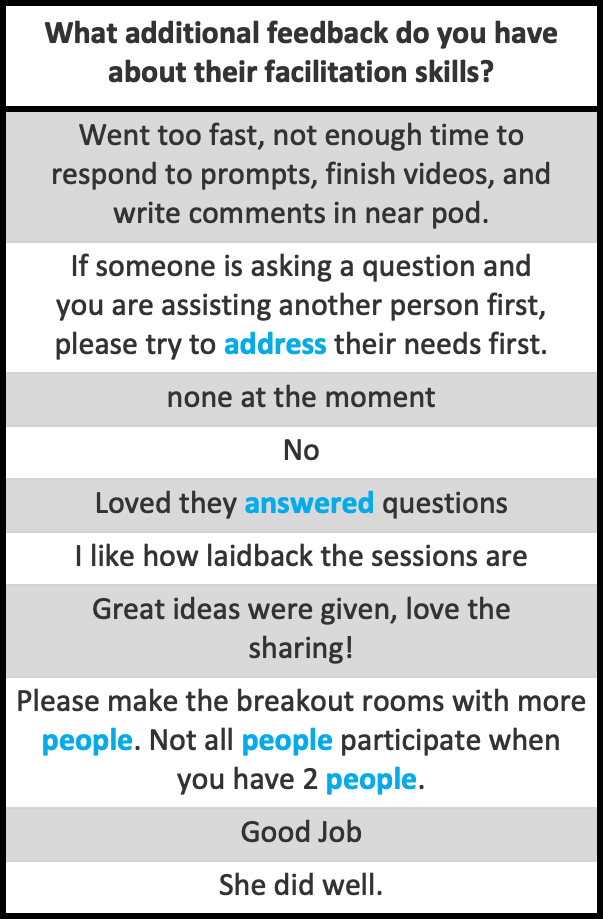 What additional feedback do you have
about their facilitation skills?
Went too fast, not enough time to
respond to prompts, finish videos, and
write comments in near pod.
If someone is asking a question and
you are assisting another person first,
please try to address their needs first.
none at the moment
No
Loved they answered questions
I like how laidback the sessions are
Great ideas were given, love the
sharing!
Please make the breakout rooms with more
people. Not all people participate when
you have 2 people.
Good Job
She did well.